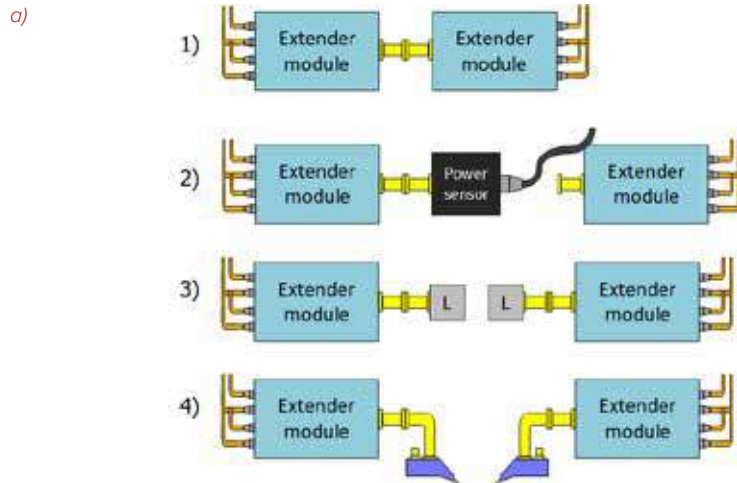 a)
1) Extender Extender
module module
2) Extender Power Extender
module sensor module
3) Extender L L Extender
module module
4) Extender Extender
module module